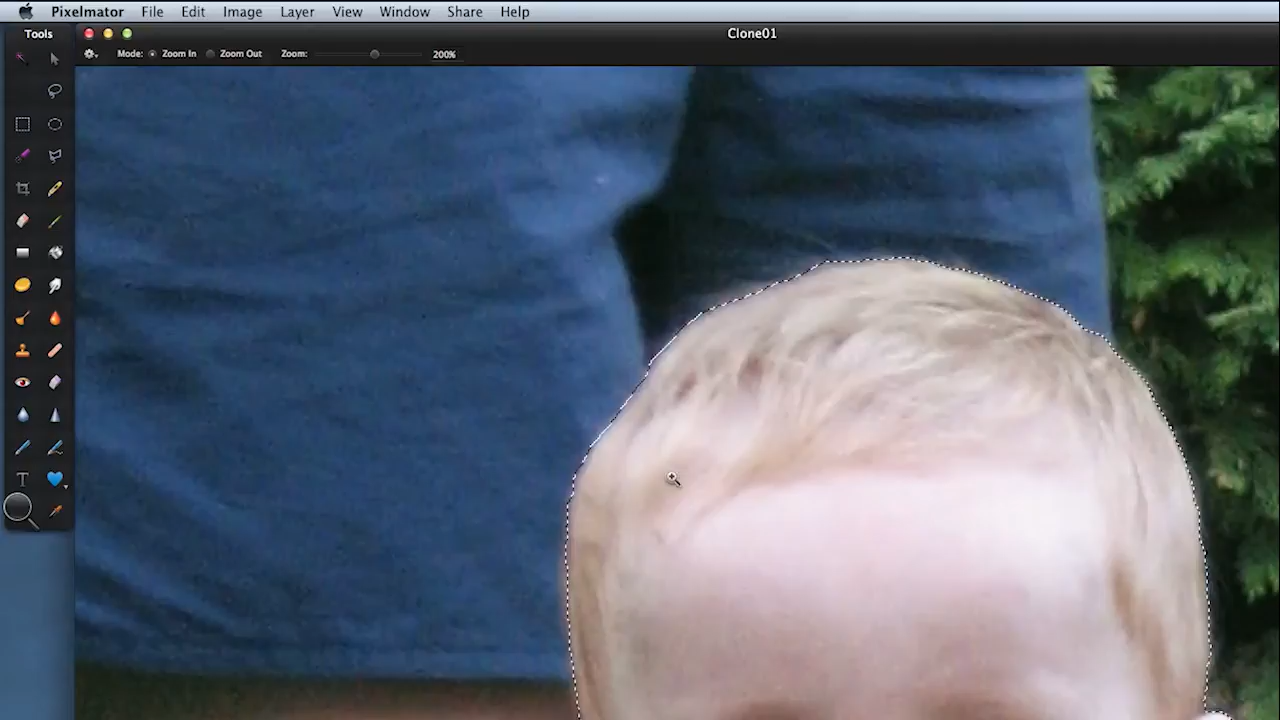 Pixelmator File Edit Image Layer View Window Share Help
Tools
Clone01
Mode: Zoom In Zoom Out Zoom: 200%
T